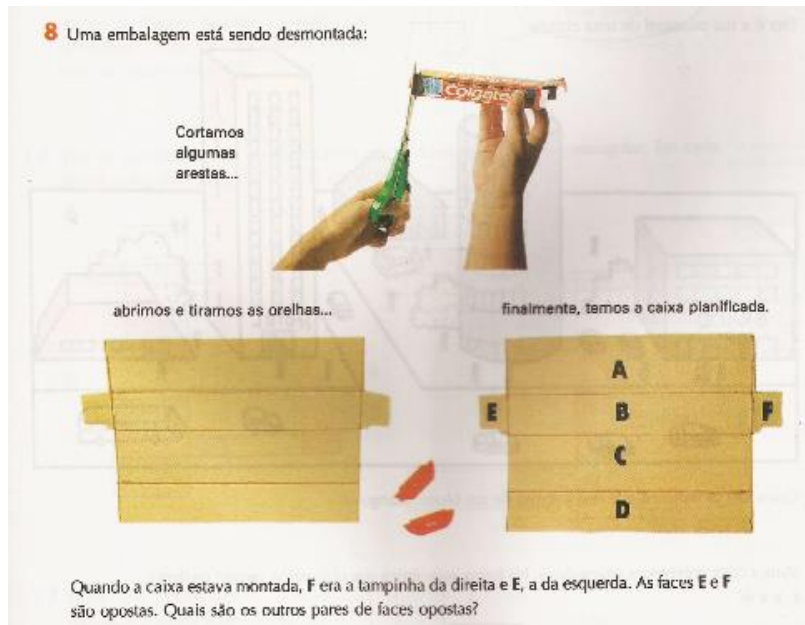 8 Uma embalagem está sendo desmontada:
Colgate
Cortamos
algumas
arestas...
abrimos e tiramos as orelhas...
finalmente, temos a caixa planificada.
A
E B F
C
D
Quando a caixa estava montada, F era a tampinha da direita e E, a da esquerda. As faces E e F
são opostas. Quais são os outros pares de faces opostas?